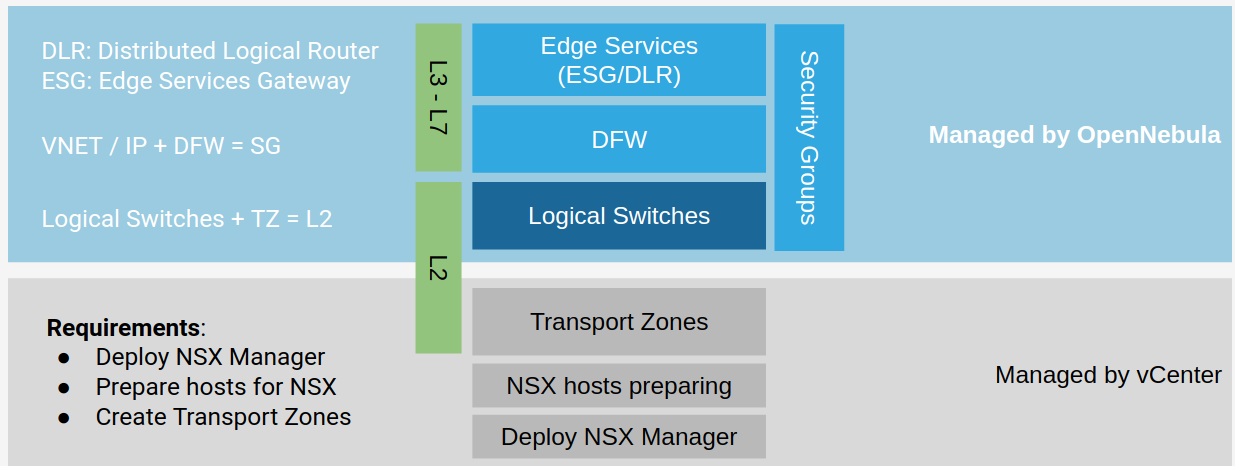 DLR: Distributed Logical Router
ESG: Edge Services Gateway
VNET / IP + DFW = SG
Logical Switches + TZ = L2
L3 - L7
L2
Edge Services
(ESG/DLR)
DFW
Logical Switches
Security Groups
Managed by OpenNebula
Requirements:
● Deploy NSX Manager
● Prepare hosts for NSX
● Create Transport Zones
Transport Zones
NSX hosts preparing
Deploy NSX Manager
Managed by vCenter